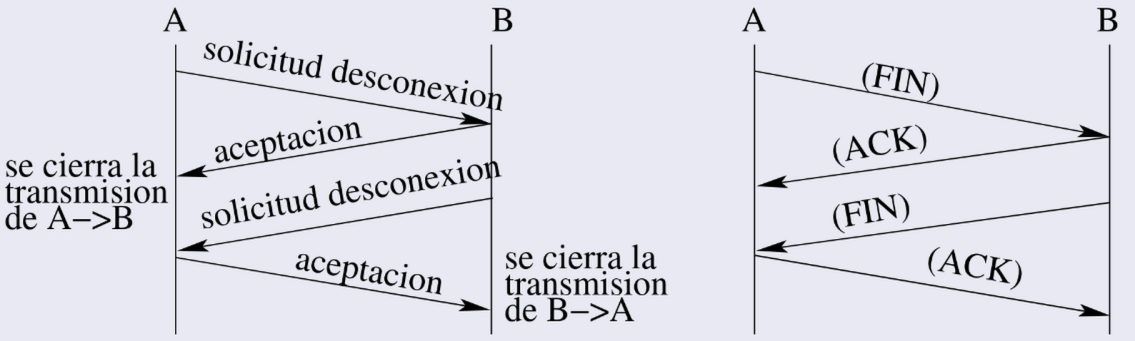 A
B
solicitud desconexion
aceptacion
se cierra la
transmision
de A->B
solicitud desconexion
aceptacion
se cierra la
transmision
de B->A
A
B
(FIN)
(ACK)
(FIN)
(ACK)